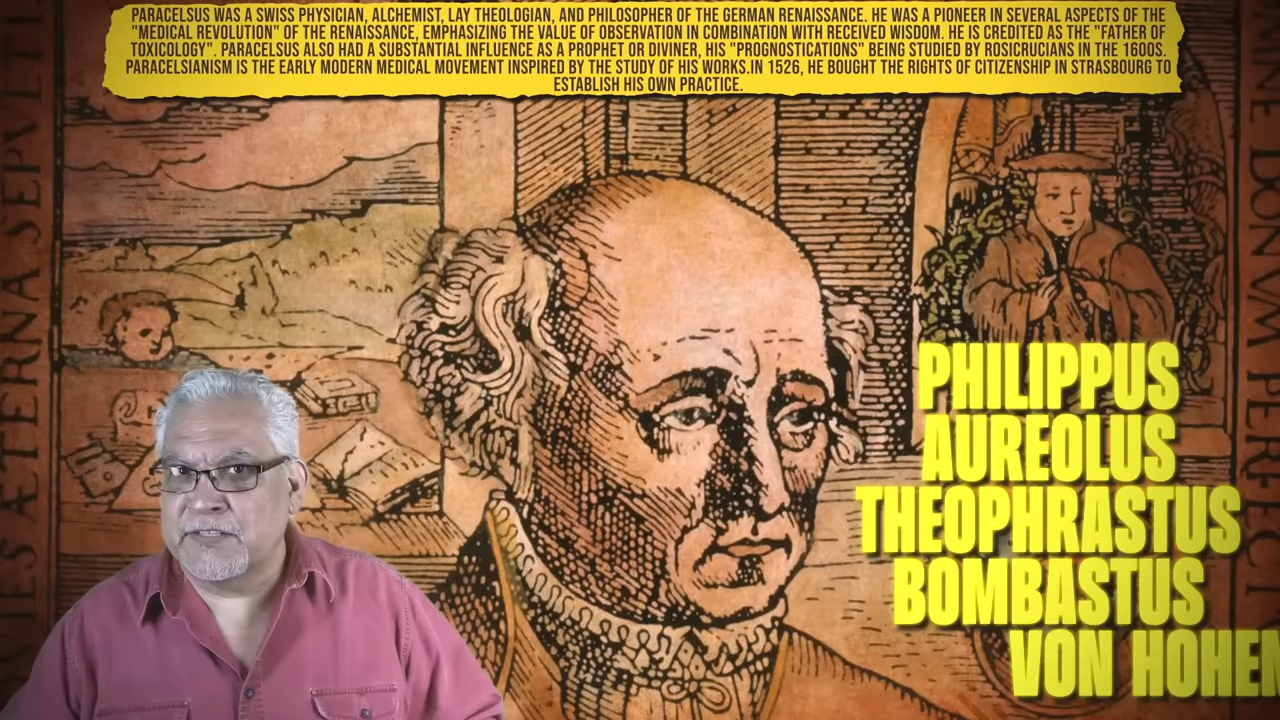 PARACELSUS WAS A SWISS PHYSICIAN, ALCHEMIST, LAY THEOLOGIAN, AND PHILOSOPHER OF THE GERMAN RENAISSANCE. HE WAS A PIONEER IN SEVERAL ASPECTS OF THE
"MEDICAL REVOLUTION" OF THE RENAISSANCE, EMPHASIZING THE VALUE OF OBSERVATION IN COMBINATION WITH RECEIVED WISDOM. HE IS CREDITED AS THE "FATHER OF
TOXICOLOGY". PARACELSUS ALSO HAD A SUBSTANTIAL INFLUENCE AS A PROPHET OR DIVINER, HIS "PROGNOSTICATIONS" BEING STUDIED BY ROSICRUCIANS IN THE 1600S.
PARACELSIANISM IS THE EARLY MODERN MEDICAL MOVEMENT INSPIRED BY THE STUDY OF HIS WORKS.IN 1526, HE BOUGHT THE RIGHTS OF CITIZENSHIP IN STRASBOURG TO
ESTABLISH HIS OWN PRACTICE.
ÆTERNA SEPV
DONVM PERFECT
PHILIPPUS
AUREOLUS
THEOPHRASTUS
BOMBASTUS
VON HOHEN